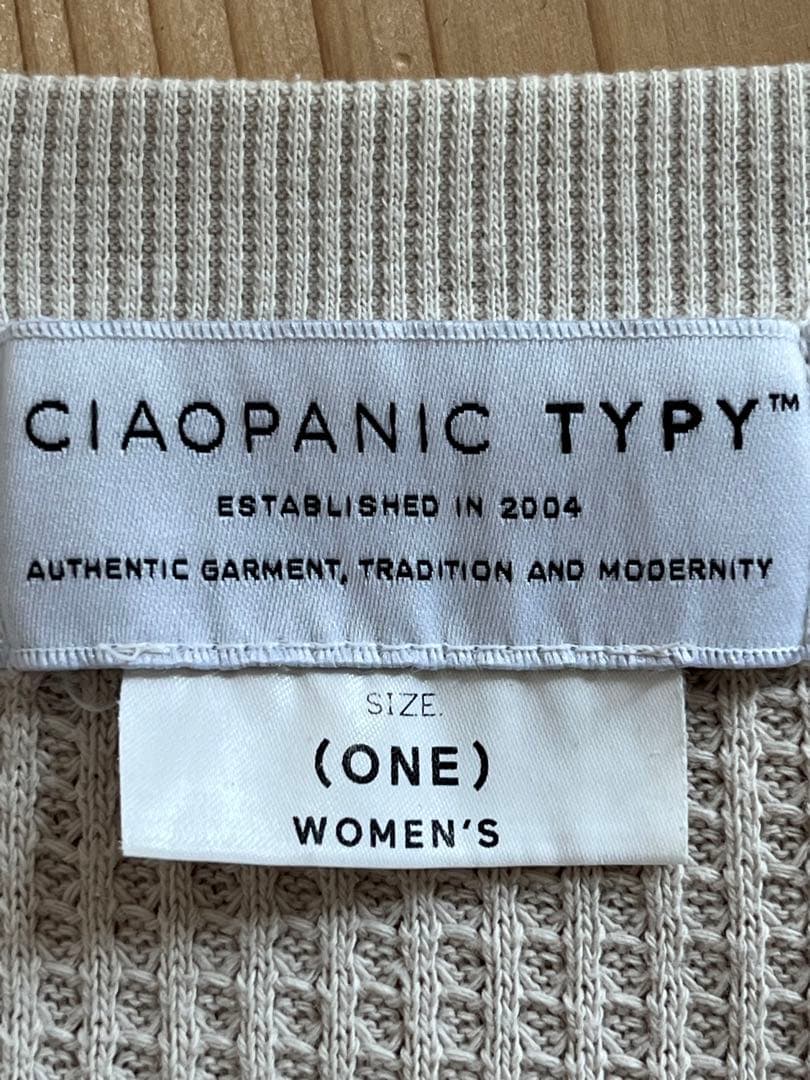 CIAOPANIC TYPY™
ESTABLISHED IN 2004
AUTHENTIC GARMENT, TRADITION AND MODERNITY
SIZE.
(ONE)
WOMEN'S